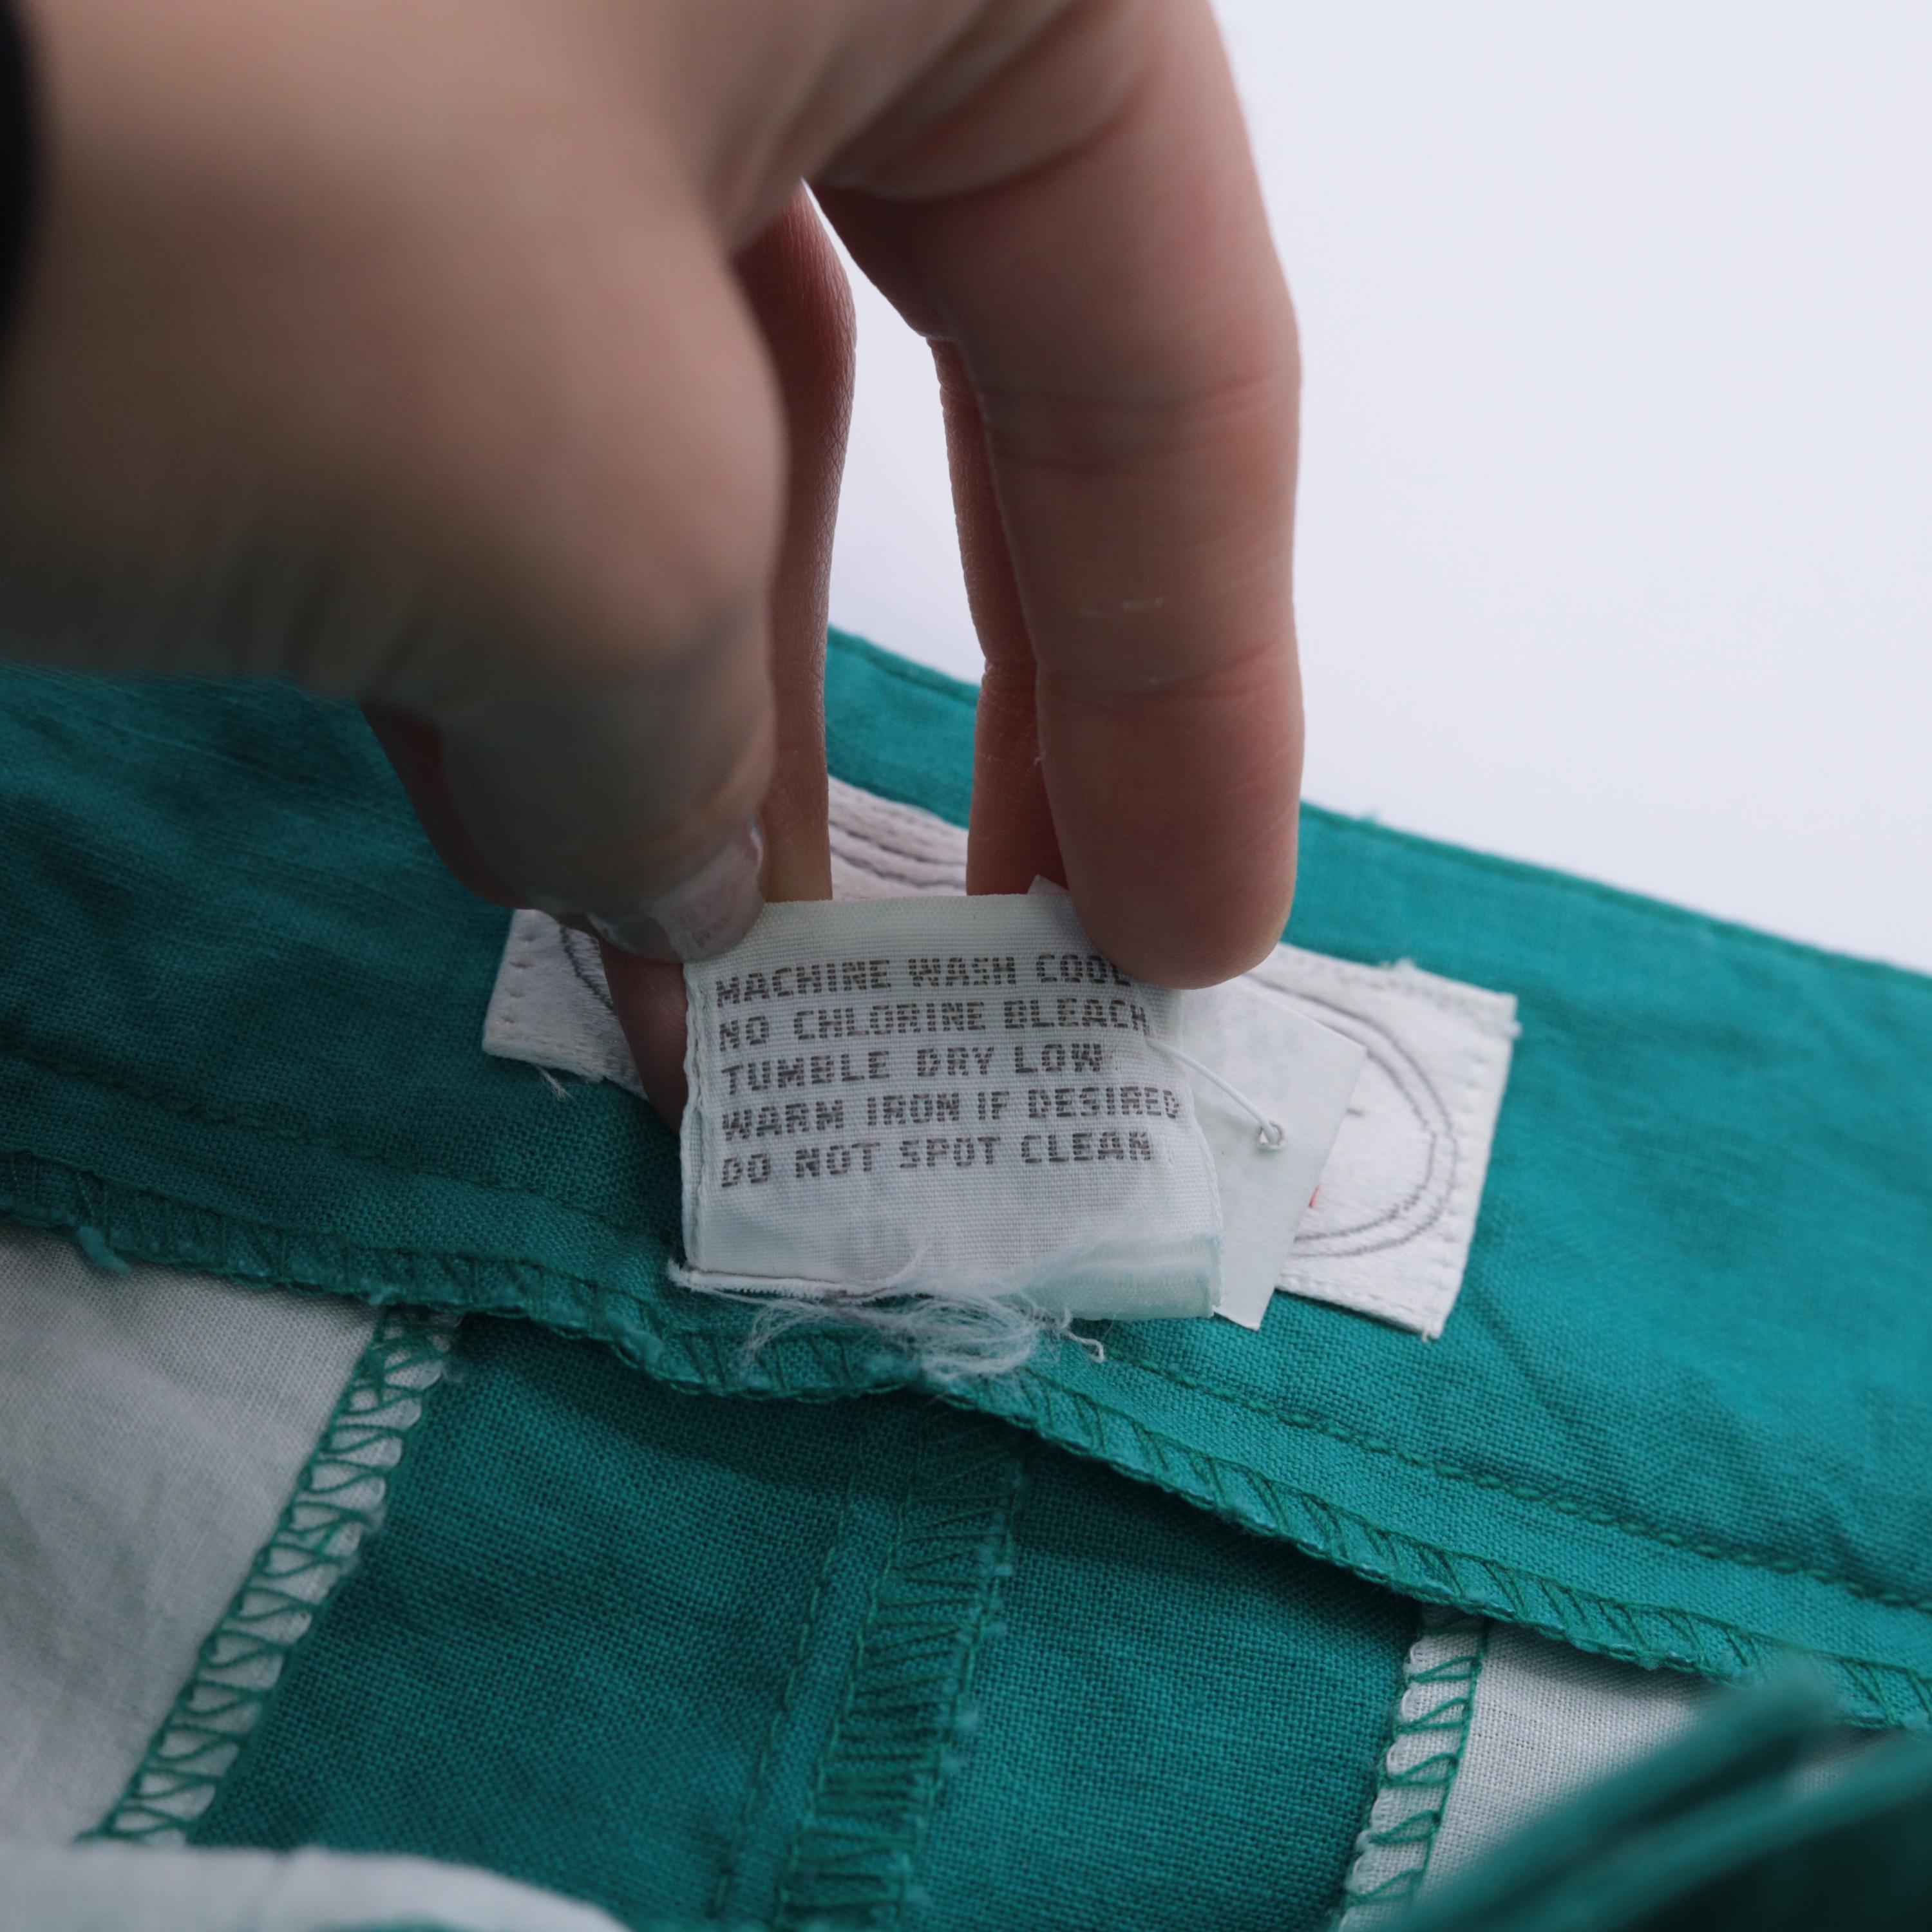 MACHINE WASH COOL
NO CHLORINE BLEACH
TUMBLE DRY LOW
WARM IRON IF DESIRED
DO NOT SPOT CLEAN